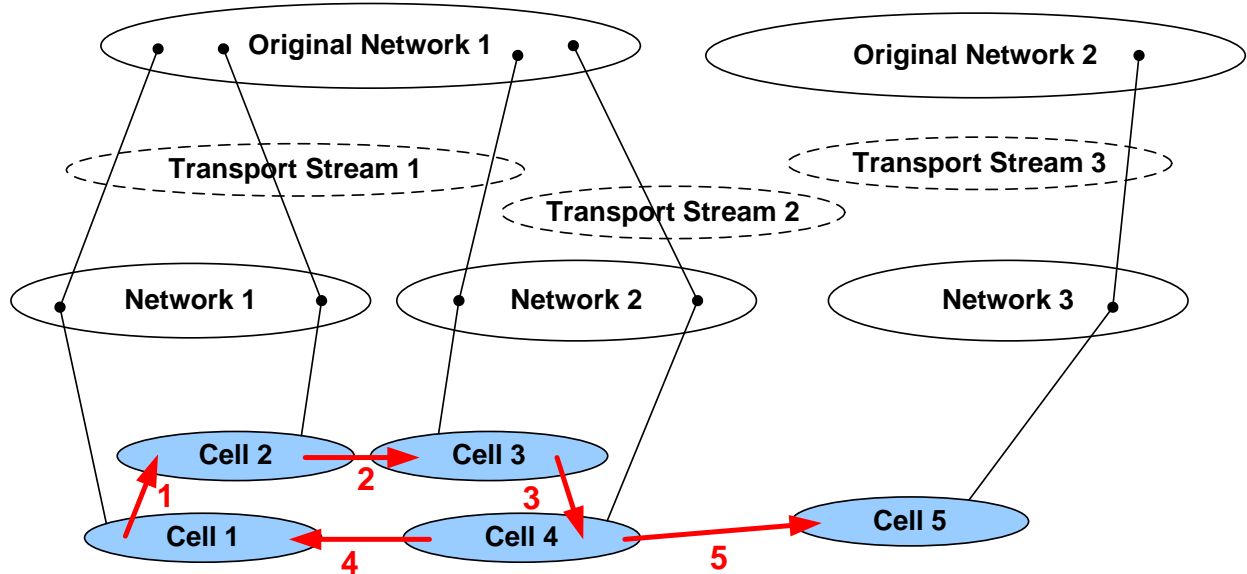 Original Network 1
Original Network 2
Transport Stream 1
Transport Stream 3
Transport Stream 2
Network 1
Network 2
Network 3
Cell 2
Cell 3
1
2
3
Cell 1
Cell 4
Cell 5
4
5